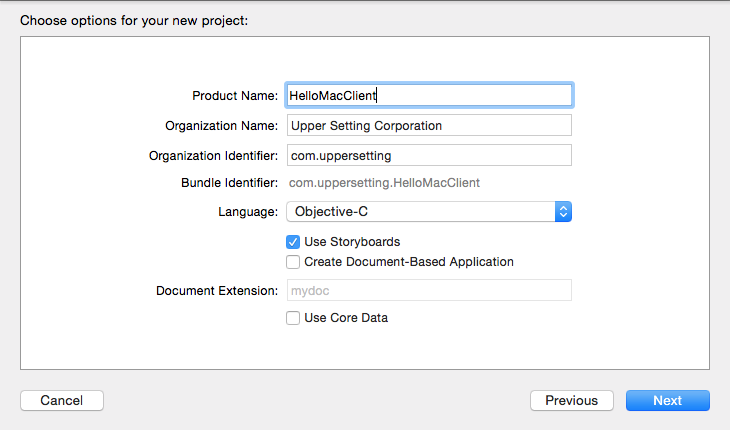 Choose options for your new project:
Product Name: HelloMacClient
Organization Name: Upper Setting Corporation
Organization Identifier: com.uppersetting
Bundle Identifier: com.uppersetting.HelloMacClient
Language: Objective-C
Use Storyboards
Create Document-Based Application
Document Extension: mydoc
Use Core Data
Cancel Previous Next